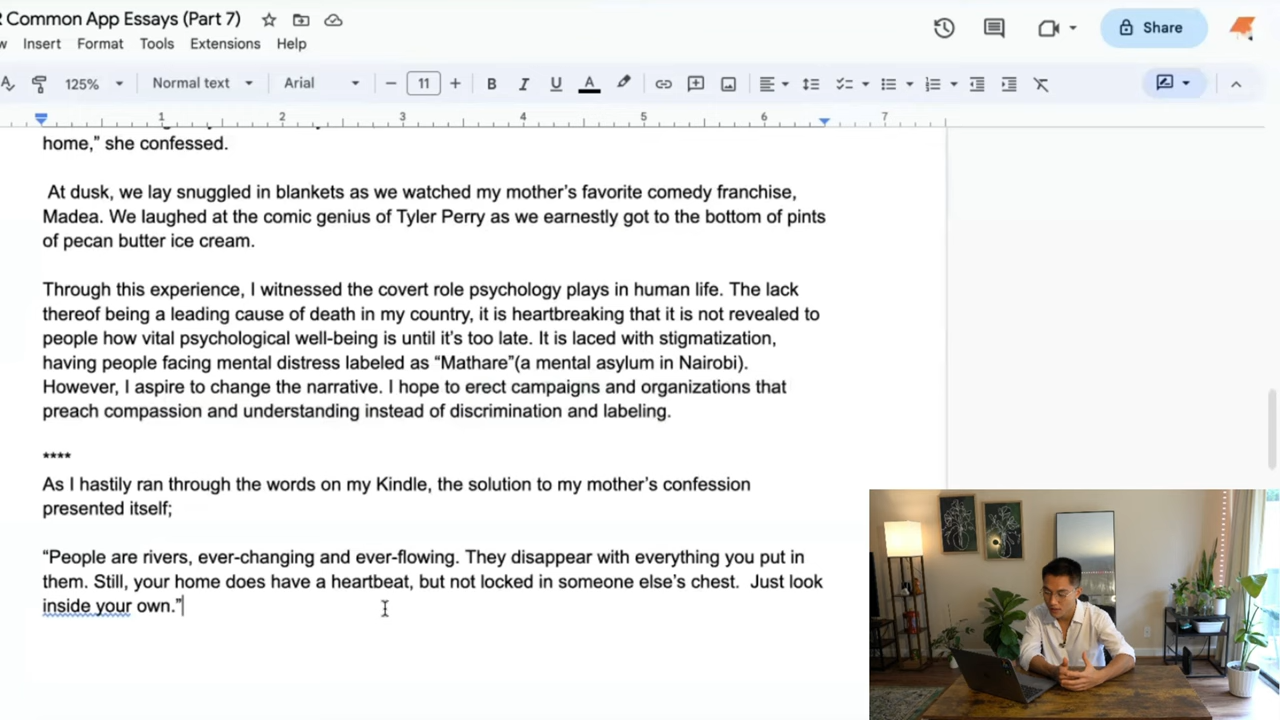 R Common App Essays (Part 7)
Insert Format Tools Extensions Help
Share
125% Normal text Arial 11 B I U A
1 2 3 4 5 6 7
home,” she confessed.
At dusk, we lay snuggled in blankets as we watched my mother’s favorite comedy franchise,
Madea. We laughed at the comic genius of Tyler Perry as we earnestly got to the bottom of pints
of pecan butter ice cream.
Through this experience, I witnessed the covert role psychology plays in human life. The lack
thereof being a leading cause of death in my country, it is heartbreaking that it is not revealed to
people how vital psychological well-being is until it’s too late. It is laced with stigmatization,
having people facing mental distress labeled as “Mathare”(a mental asylum in Nairobi).
However, I aspire to change the narrative. I hope to erect campaigns and organizations that
preach compassion and understanding instead of discrimination and labeling.
****
As I hastily ran through the words on my Kindle, the solution to my mother’s confession
presented itself;
“People are rivers, ever-changing and ever-flowing. They disappear with everything you put in
them. Still, your home does have a heartbeat, but not locked in someone else’s chest.  Just look
inside your own.”